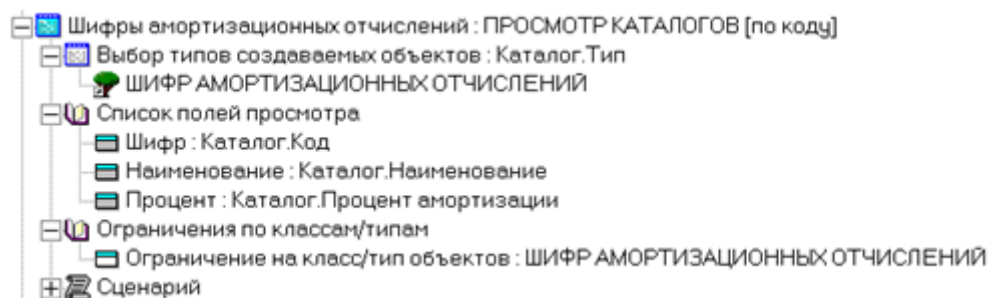 Шифры амортизационных отчислений : ПРОСМОТР КАТАЛОГОВ [по коду]
Выбор типов создаваемых объектов : Каталог.Тип
ШИФР АМОРТИЗАЦИОННЫХ ОТЧИСЛЕНИЙ
Список полей просмотра
Шифр : Каталог.Код
Наименование : Каталог.Наименование
Процент : Каталог.Процент амортизации
Ограничения по классам/типам
Ограничение на класс/тип объектов : ШИФР АМОРТИЗАЦИОННЫХ ОТЧИСЛЕНИЙ
Сценарий